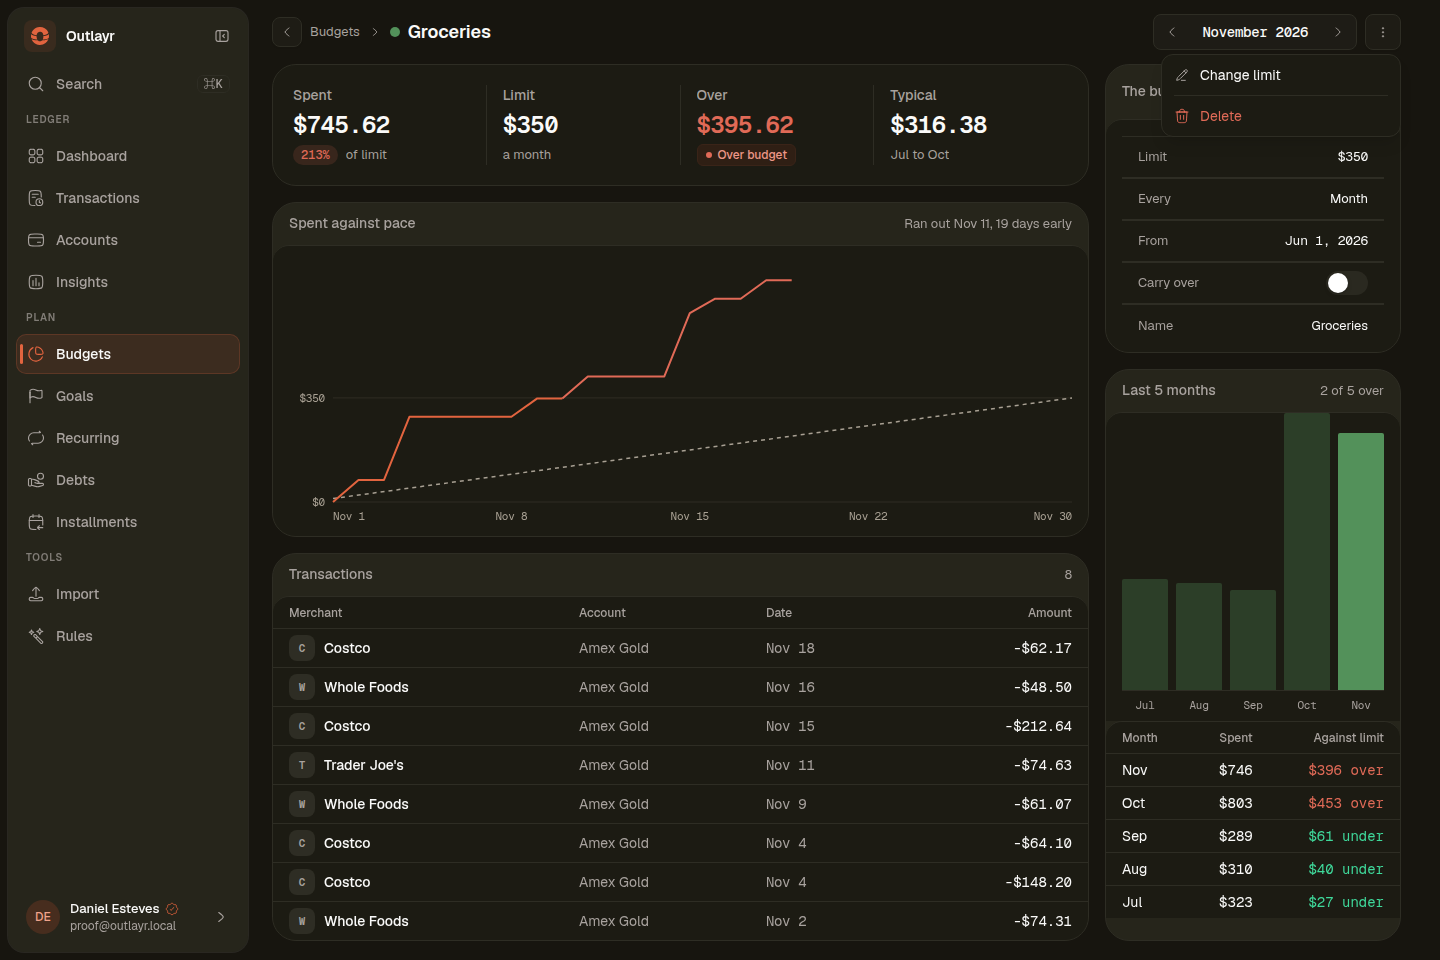 Outlayr
Search
⌘K
LEDGER
Dashboard
Transactions
Accounts
Insights
PLAN
Budgets
Goals
Recurring
Debts
Installments
TOOLS
Import
Rules
DE
Daniel Esteves
proof@outlayr.local
Budgets
Groceries
November 2026
Change limit
Delete
Spent
$745.62
213% of limit
Limit
$350
a month
Over
$395.62
Over budget
Typical
$316.38
Jul to Oct
Spent against pace
Ran out Nov 11, 19 days early
$350
$0
Nov 1 Nov 8 Nov 15 Nov 22 Nov 30
Transactions 8
Merchant Account Date Amount
C Costco Amex Gold Nov 18 -$62.17
W Whole Foods Amex Gold Nov 16 -$48.50
C Costco Amex Gold Nov 15 -$212.64
T Trader Joe's Amex Gold Nov 11 -$74.63
W Whole Foods Amex Gold Nov 9 -$61.07
C Costco Amex Gold Nov 4 -$64.10
C Costco Amex Gold Nov 4 -$148.20
W Whole Foods Amex Gold Nov 2 -$74.31
The bu
Limit $350
Every Month
From Jun 1, 2026
Carry over
Name Groceries
Last 5 months 2 of 5 over
Jul Aug Sep Oct Nov
Month Spent Against limit
Nov $746 $396 over
Oct $803 $453 over
Sep $289 $61 under
Aug $310 $40 under
Jul $323 $27 under